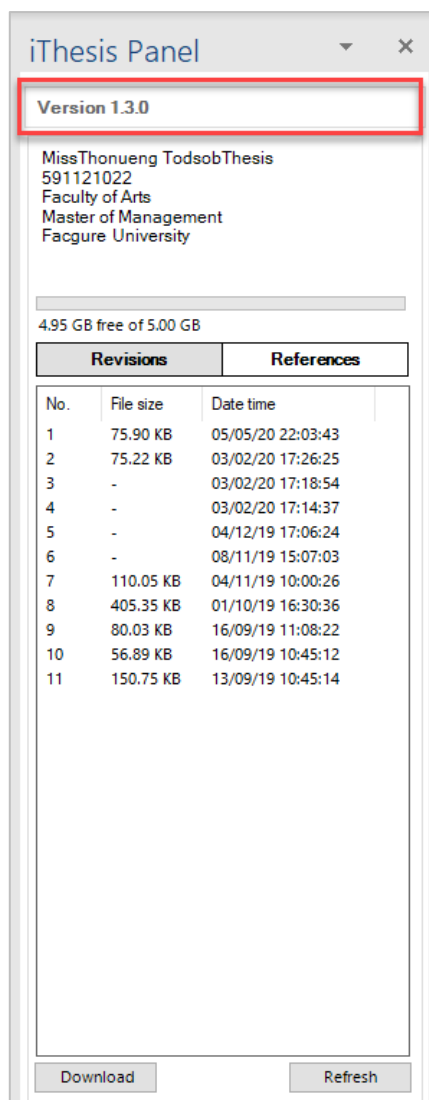 iThesis Panel
Version 1.3.0
MissThonueng TodsobThesis
591121022
Faculty of Arts
Master of Management
Facgure University
4.95 GB free of 5.00 GB
Revisions References
No. File size Date time
1 75.90 KB 05/05/20 22:03:43
2 75.22 KB 03/02/20 17:26:25
3 - 03/02/20 17:18:54
4 - 03/02/20 17:14:37
5 - 04/12/19 17:06:24
6 - 08/11/19 15:07:03
7 110.05 KB 04/11/19 10:00:26
8 405.35 KB 01/10/19 16:30:36
9 80.03 KB 16/09/19 11:08:22
10 56.89 KB 16/09/19 10:45:12
11 150.75 KB 13/09/19 10:45:14
Download Refresh